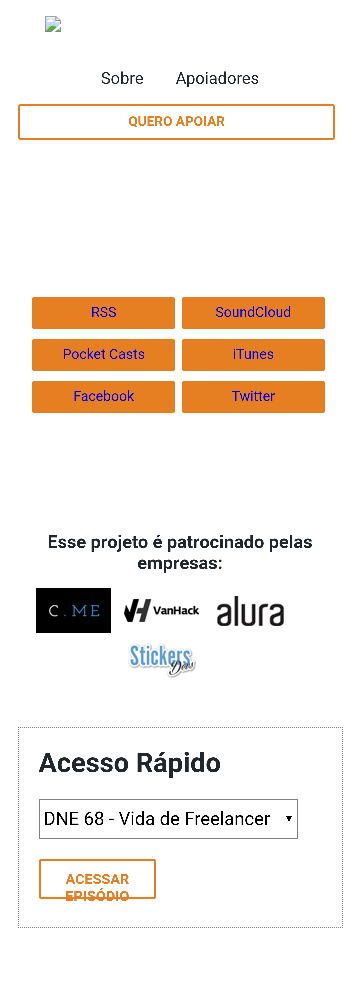 Sobre Apoiadores
QUERO APOIAR
RSS SoundCloud
Pocket Casts iTunes
Facebook Twitter
Esse projeto é patrocinado pelas
empresas:
C.ME VanHack alura
Stickers
Devs
Acesso Rápido
DNE 68 - Vida de Freelancer
ACESSAR
EPISÓDIO